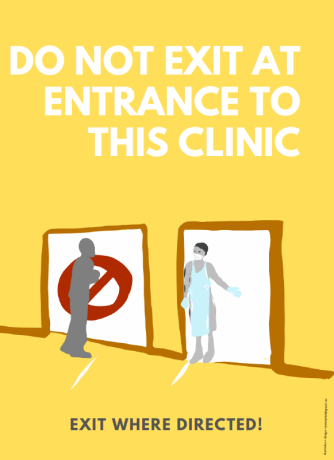 DO NOT EXIT AT
ENTRANCE TO
THIS CLINIC
EXIT WHERE DIRECTED!